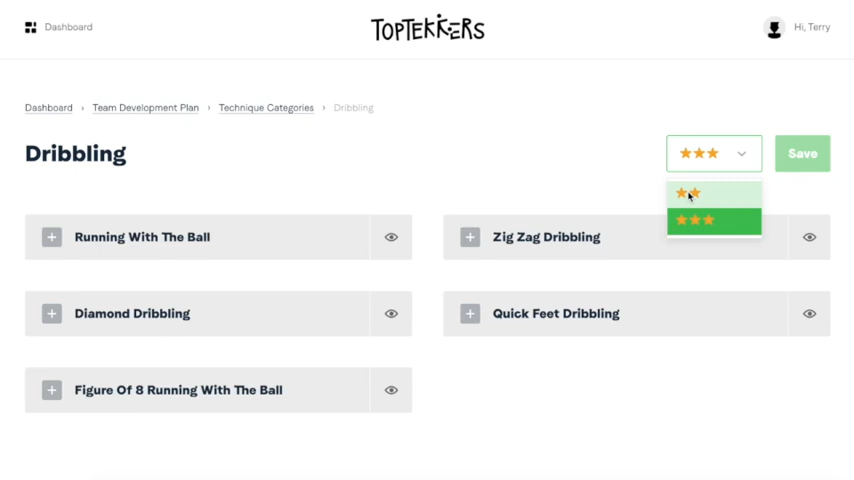 Dashboard
TOPTEKKERS
Hi, Terry
Dashboard › Team Development Plan › Technique Categories › Dribbling
Dribbling
Save
Running With The Ball
Zig Zag Dribbling
Diamond Dribbling
Quick Feet Dribbling
Figure Of 8 Running With The Ball